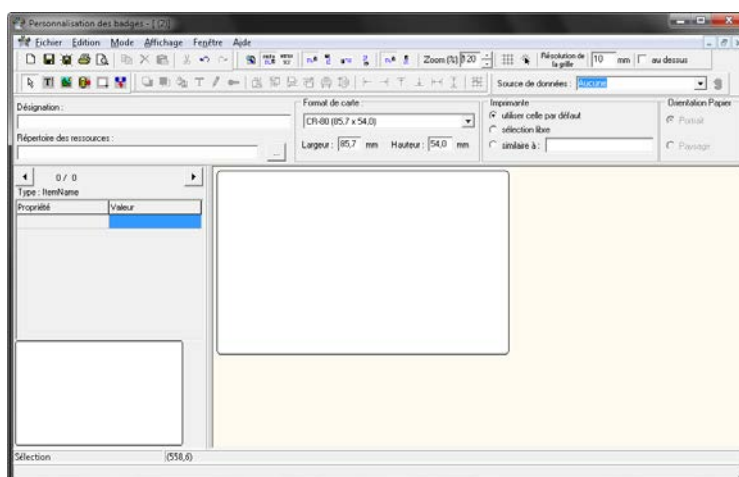 Personnalisation des badges - [
Fichier Edition Mode Affichage Fenêtre Aide
Zoom (%) 120 Résolution de la grille 10 mm au dessus
Source de données : Aucune
Désignation :
Répertoire des ressources :
...
Format de carte :
CR-80 (85,7 x 54,0)
Largeur : 85,7 mm Hauteur : 54,0 mm
Imprimante
utiliser celle par défaut
sélection libre
similaire à :
Orientation Papier
Portrait
Paysage
0 / 0
Type : ItemName
Propriété Valeur
Sélection (558,6)